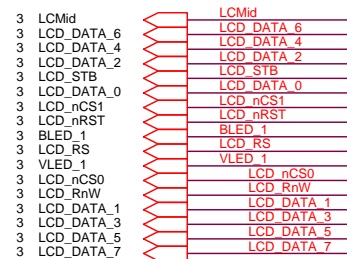 3 LCMid LCMid
3 LCD_DATA_6 LCD_DATA_6
3 LCD_DATA_4 LCD_DATA_4
3 LCD_DATA_2 LCD_DATA_2
3 LCD_STB LCD_STB
3 LCD_DATA_0 LCD_DATA_0
3 LCD_nCS1 LCD_nCS1
3 LCD_nRST LCD_nRST
3 BLED_1 BLED_1
3 LCD_RS LCD_RS
3 VLED_1 VLED_1
3 LCD_nCS0 LCD_nCS0
3 LCD_RnW LCD_RnW
3 LCD_DATA_1 LCD_DATA_1
3 LCD_DATA_3 LCD_DATA_3
3 LCD_DATA_5 LCD_DATA_5
3 LCD_DATA_7 LCD_DATA_7